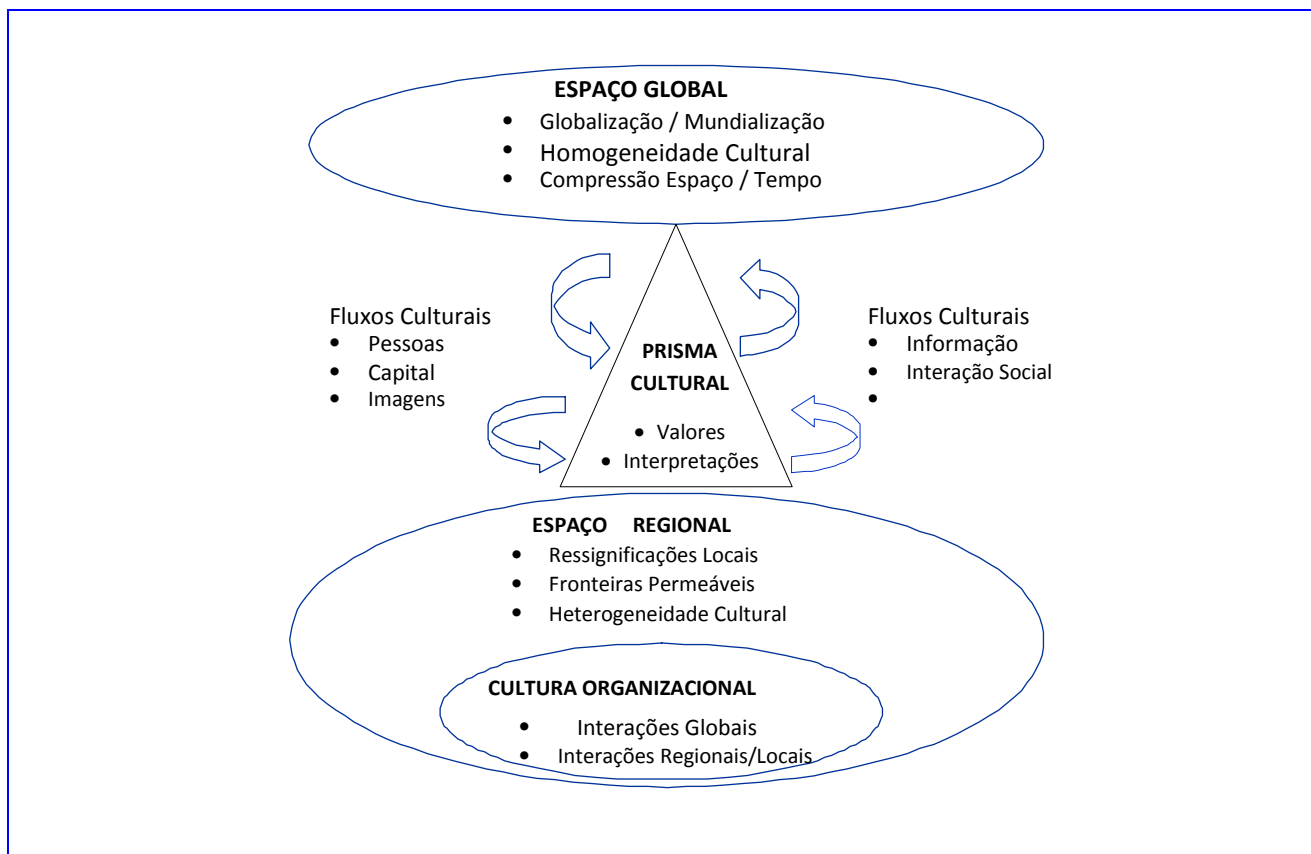 ESPAÇO GLOBAL
• Globalização / Mundialização
• Homogeneidade Cultural
• Compressão Espaço / Tempo
Fluxos Culturais
• Pessoas
• Capital
• Imagens
PRISMA
CULTURAL
• Valores
• Interpretações
Fluxos Culturais
• Informação
• Interação Social
•
ESPAÇO REGIONAL
• Ressignificações Locais
• Fronteiras Permeáveis
• Heterogeneidade Cultural
CULTURA ORGANIZACIONAL
• Interações Globais
• Interações Regionais/Locais